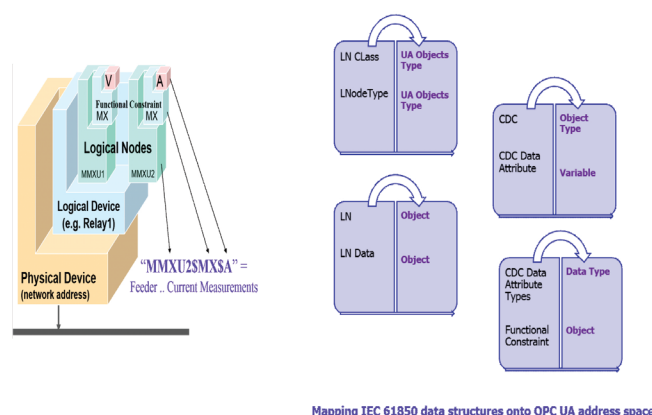 V
A
Functional Constraint
MX
MX
Logical Nodes
MMXU1
MMXU2
Logical Device
(e.g. Relay1)
Physical Device
(network address)
“MMXU2$MX$A” =
Feeder .. Current Measurements
LN CLass
UA Objects
Type
LNodeType
UA Objects
Type
LN
Object
LN Data
Object
CDC
Object
Type
CDC Data
Attribute
Variable
CDC Data
Attribute
Types
Data Type
Functional
Constraint
Object
Mapping IEC 61850 data structures onto OPC UA address space